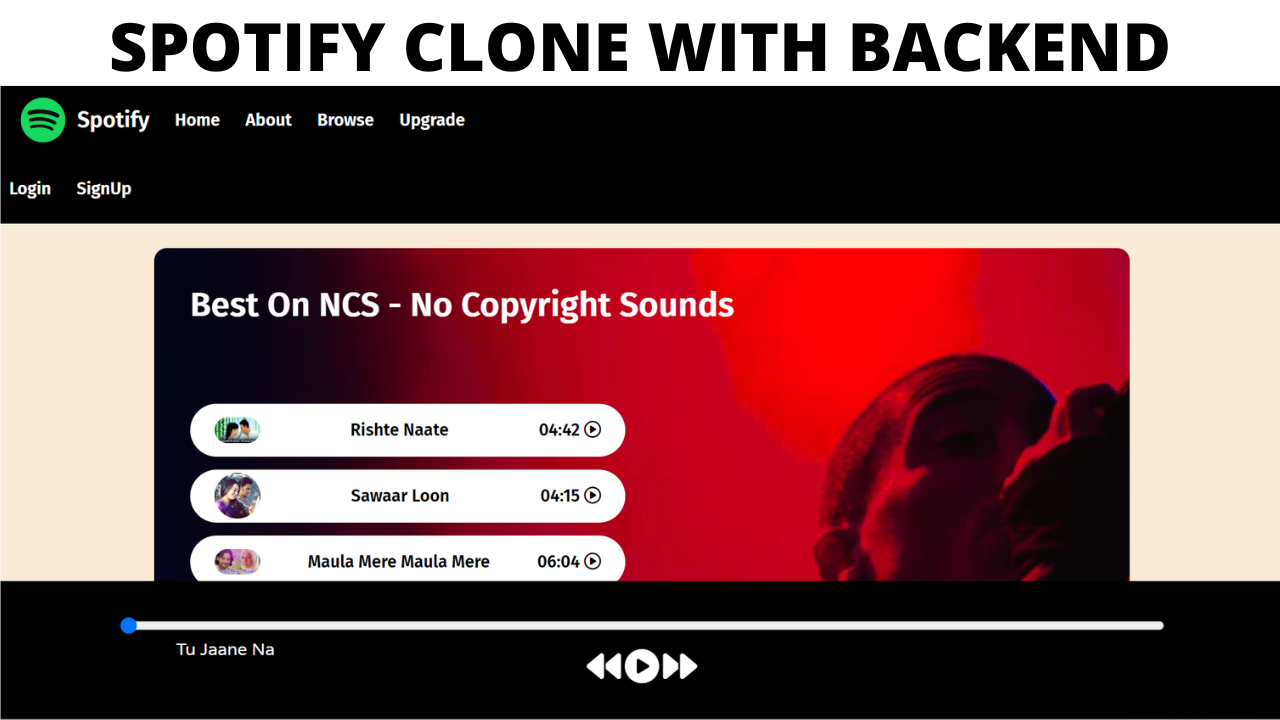 SPOTIFY CLONE WITH BACKEND
Spotify Home About Browse Upgrade
Login SignUp
Best On NCS - No Copyright Sounds
Rishte Naate 04:42
Sawaar Loon 04:15
Maula Mere Maula Mere 06:04
Tu Jaane Na